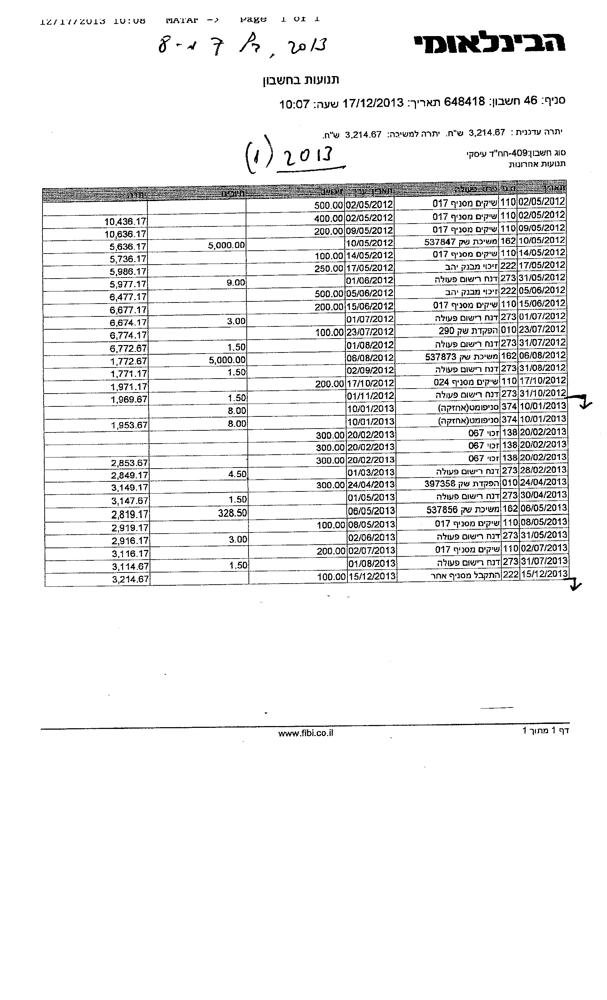 12/17/2013 10:08 MATAF -> Page 1 of 1
הבינלאומי
2013, דף 7 מ-8
תנועות בחשבון
סניף: 46 חשבון: 648418 תאריך: 17/12/2013 שעה: 10:07
יתרה עדכנית : 3,214.67 ש"ח. יתרה למשיכה: 3,214.67 ש"ח.
(1) 2013
סוג חשבון:409-חח"ד עיסקי
תנועות אחרונות
תאריך ס.פ פרטי פעולה תאריך ערך זכות חובה יתרה
02/05/2012 110 שיקים מסניף 017 02/05/2012 500.00
02/05/2012 110 שיקים מסניף 017 02/05/2012 400.00 10,436.17
09/05/2012 110 שיקים מסניף 017 09/05/2012 200.00 10,636.17
10/05/2012 162 משיכת שק 537847 10/05/2012 5,000.00 5,636.17
14/05/2012 110 שיקים מסניף 017 14/05/2012 100.00 5,736.17
17/05/2012 222 זיכוי מבנק יהב 17/05/2012 250.00 5,986.17
31/05/2012 273 דנח רישום פעולה 01/06/2012 9.00 5,977.17
05/06/2012 222 זיכוי מבנק יהב 05/06/2012 500.00 6,477.17
15/06/2012 110 שיקים מסניף 017 15/06/2012 200.00 6,677.17
01/07/2012 273 דנח רישום פעולה 01/07/2012 3.00 6,674.17
23/07/2012 010 הפקדת שק 290 23/07/2012 100.00 6,774.17
31/07/2012 273 דנח רישום פעולה 01/08/2012 1.50 6,772.67
06/08/2012 162 משיכת שק 537873 06/08/2012 5,000.00 1,772.67
31/08/2012 273 דנח רישום פעולה 02/09/2012 1.50 1,771.17
17/10/2012 110 שיקים מסניף 024 17/10/2012 200.00 1,971.17
31/10/2012 273 דנח רישום פעולה 01/11/2012 1.50 1,969.67
10/01/2013 374 סניפומט(אחזקה) 10/01/2013 8.00
10/01/2013 374 סניפומט(אחזקה) 10/01/2013 8.00 1,953.67
20/02/2013 138 זכוי 067 20/02/2013 300.00
20/02/2013 138 זכוי 067 20/02/2013 300.00
20/02/2013 138 זכוי 067 20/02/2013 300.00 2,853.67
28/02/2013 273 דנח רישום פעולה 01/03/2013 4.50 2,849.17
24/04/2013 010 הפקדת שק 397358 24/04/2013 300.00 3,149.17
30/04/2013 273 דנח רישום פעולה 01/05/2013 1.50 3,147.67
06/05/2013 162 משיכת שק 537856 06/05/2013 328.50 2,819.17
08/05/2013 110 שיקים מסניף 017 08/05/2013 100.00 2,919.17
31/05/2013 273 דנח רישום פעולה 02/06/2013 3.00 2,916.17
02/07/2013 110 שיקים מסניף 017 02/07/2013 200.00 3,116.17
31/07/2013 273 דנח רישום פעולה 01/08/2013 1.50 3,114.67
15/12/2013 222 התקבל מסניף אחר 15/12/2013 100.00 3,214.67
דף 1 מתוך 1
www.fibi.co.il